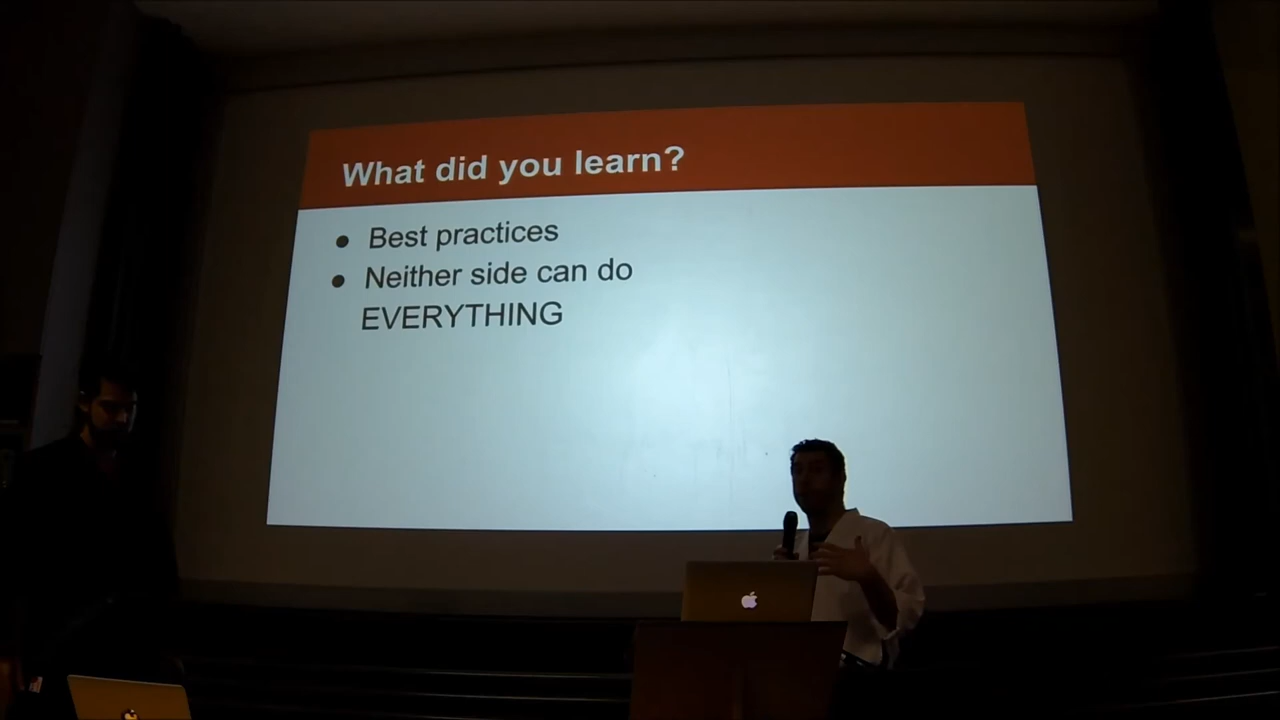 What did you learn?
● Best practices
● Neither side can do
EVERYTHING